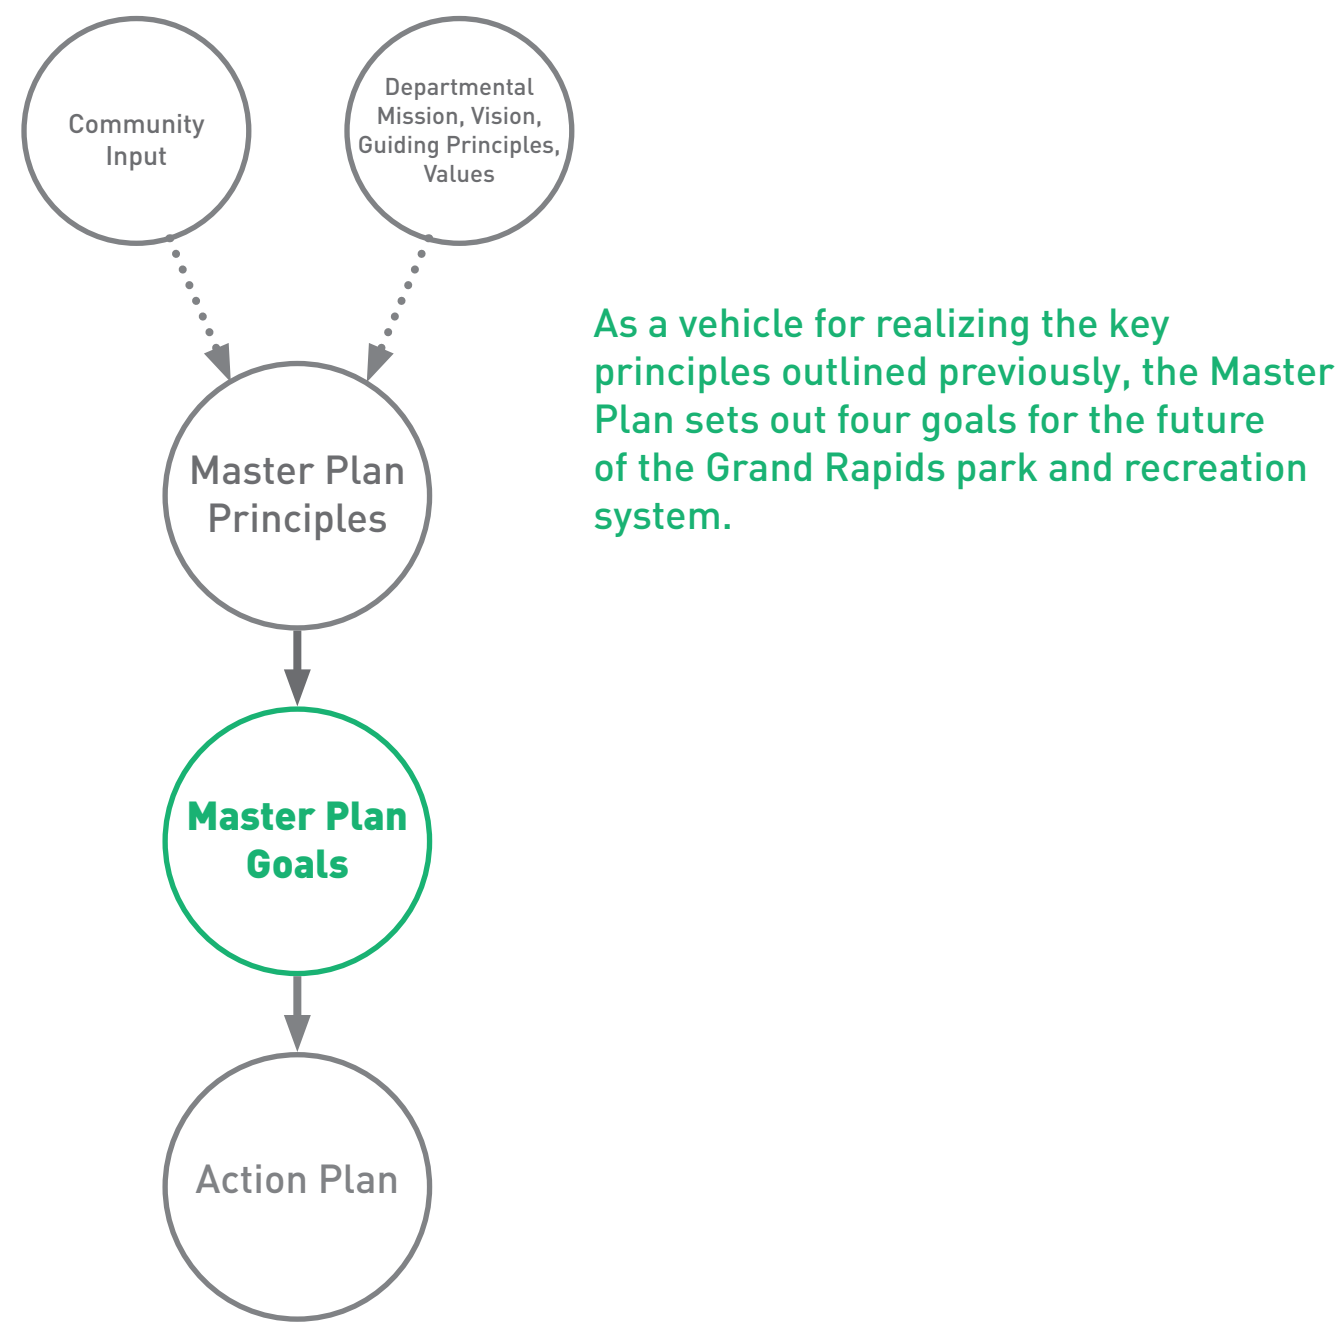 Community
Input
Departmental
Mission, Vision,
Guiding Principles,
Values
As a vehicle for realizing the key
principles outlined previously, the Master
Plan sets out four goals for the future
of the Grand Rapids park and recreation
system.
Master Plan
Principles
Master Plan
Goals
Action Plan